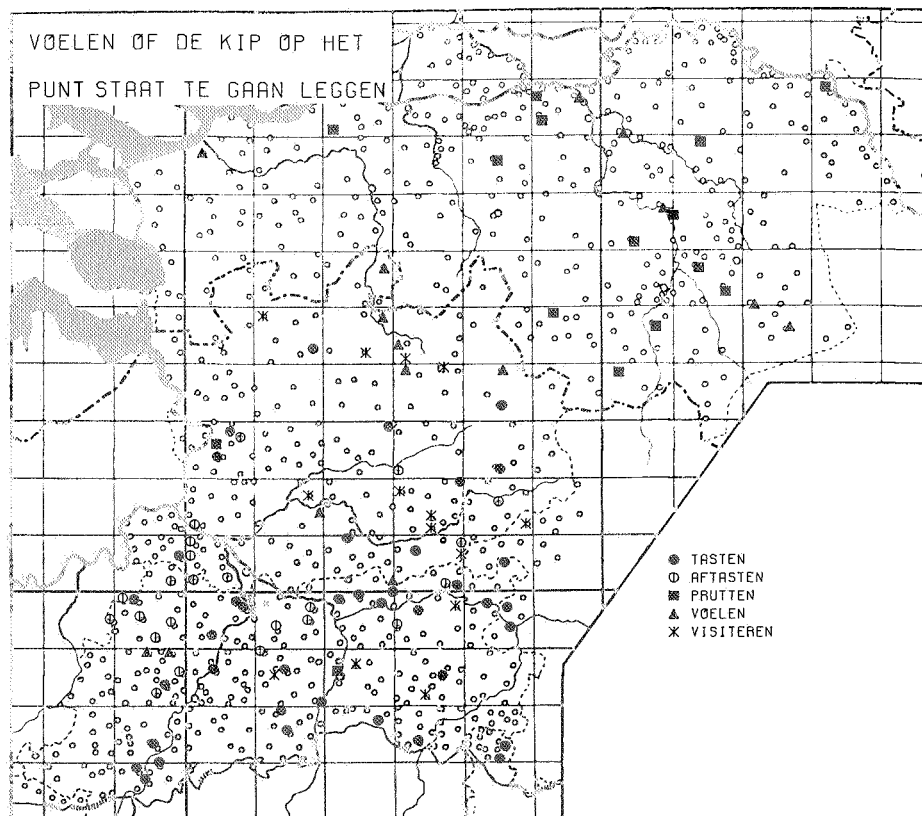 VOELEN OF DE KIP OP HET
PUNT STAAT TE GAAN LEGGEN
TASTEN
AFTASTEN
PRUTTEN
VOELEN
VISITEREN